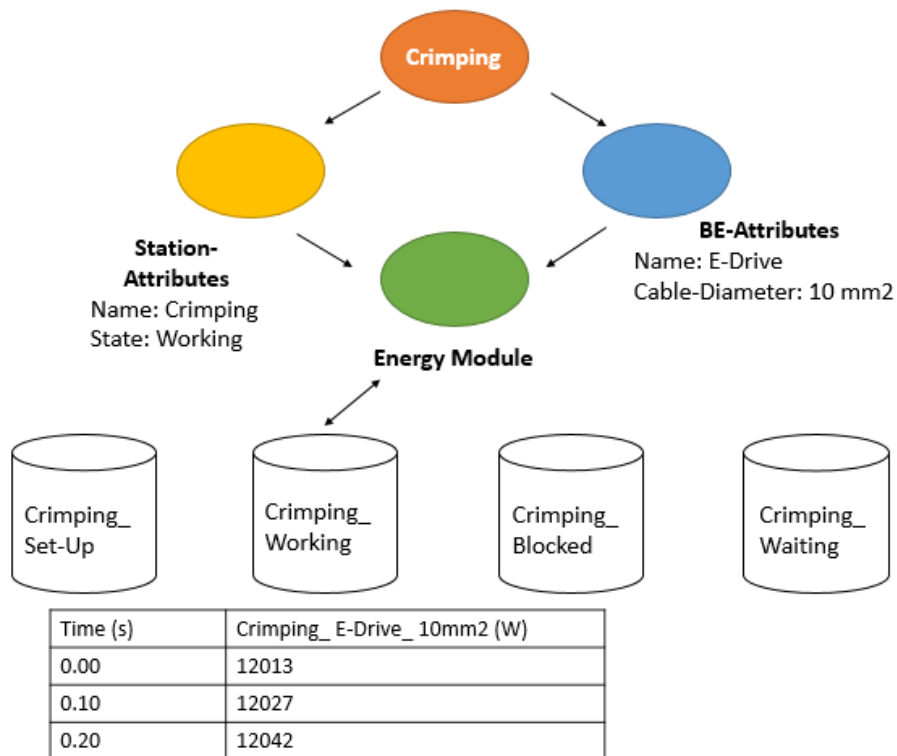 Crimping
Station-
Attributes
Name: Crimping
State: Working
BE-Attributes
Name: E-Drive
Cable-Diameter: 10 mm2
Energy Module
Crimping_
Set-Up
Crimping_
Working
Crimping_
Blocked
Crimping_
Waiting
Time (s) Crimping_ E-Drive_ 10mm2 (W)
0.00 12013
0.10 12027
0.20 12042